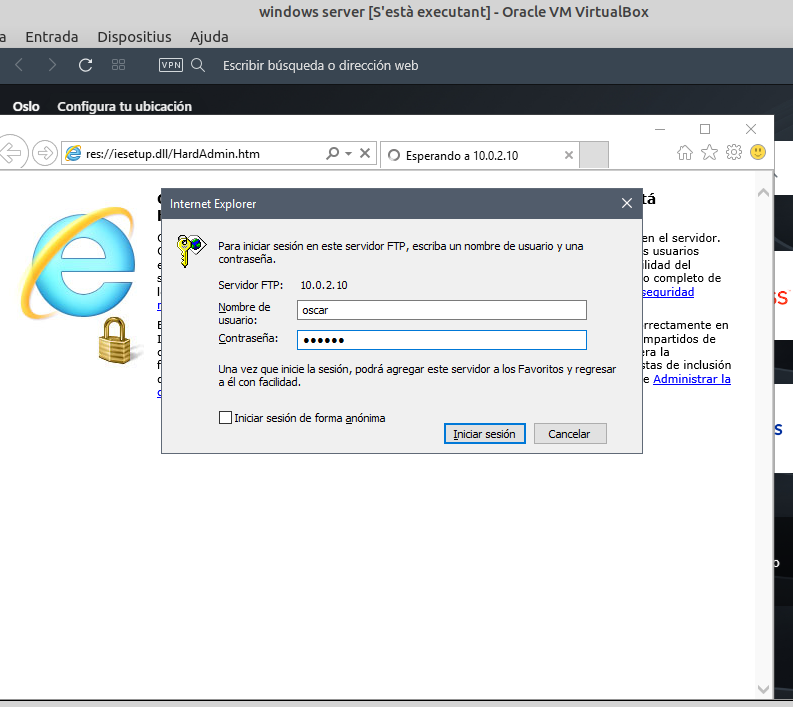 windows server [S'està executant] - Oracle VM VirtualBox
a Entrada Dispositius Ajuda
VPN Escribir búsqueda o dirección web
Oslo Configura tu ubicación
res://iesetup.dll/HardAdmin.htm
Esperando a 10.0.2.10
Internet Explorer
Para iniciar sesión en este servidor FTP, escriba un nombre de usuario y una
contraseña.
Servidor FTP: 10.0.2.10
Nombre de
usuario:
oscar
Contraseña: ••••••
Una vez que inicie la sesión, podrá agregar este servidor a los Favoritos y regresar
a él con facilidad.
Iniciar sesión de forma anónima
Iniciar sesión Cancelar
tá
en el servidor.
s usuarios
ilidad del
o completo de
seguridad
rrectamente en
mpartidos de
era la
stas de inclusión
e Administrar la